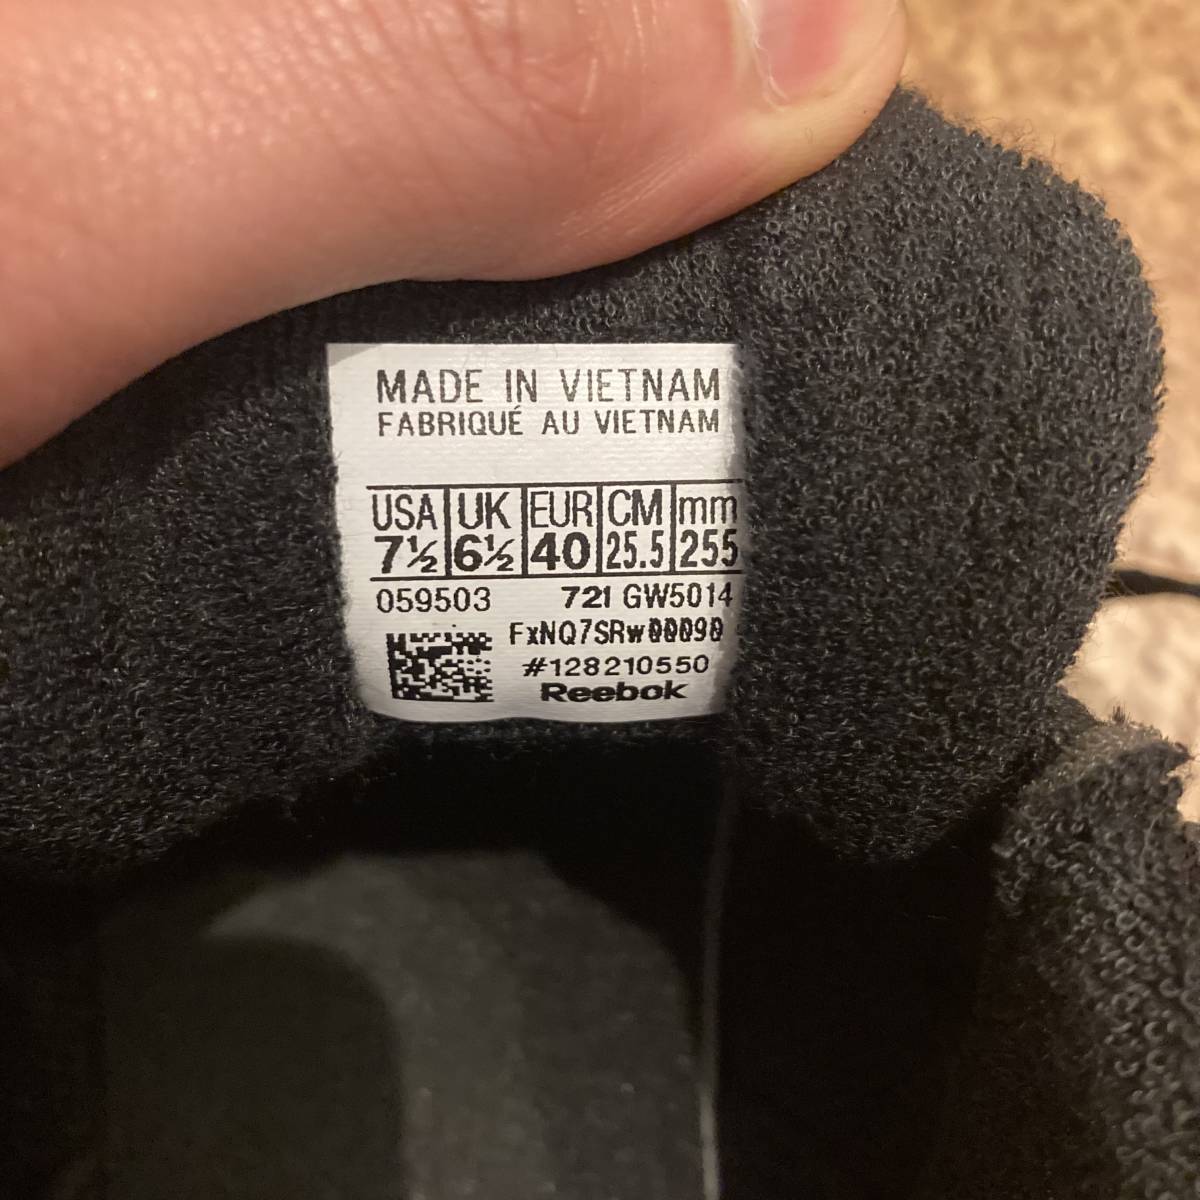 MADE IN VIETNAM
FABRIQUÉ AU VIETNAM
USA UK EUR CM mm
7½ 6½ 40 25.5 255
059503 721 GW5014
FxNQ7SRw00090
#128210550
Reebok